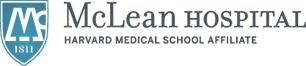 Mc
1811
McLEAN HOSPITAL
HARVARD MEDICAL SCHOOL AFFILIATE